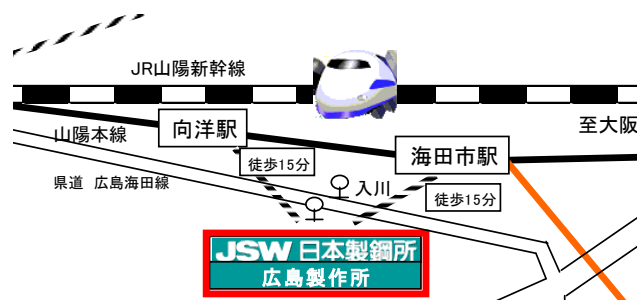 JR山陽新幹線
山陽本線
向洋駅
至大阪
海田市駅
徒歩15分
県道 広島海田線
入川
徒歩15分
JSW 日本製鋼所
広島製作所